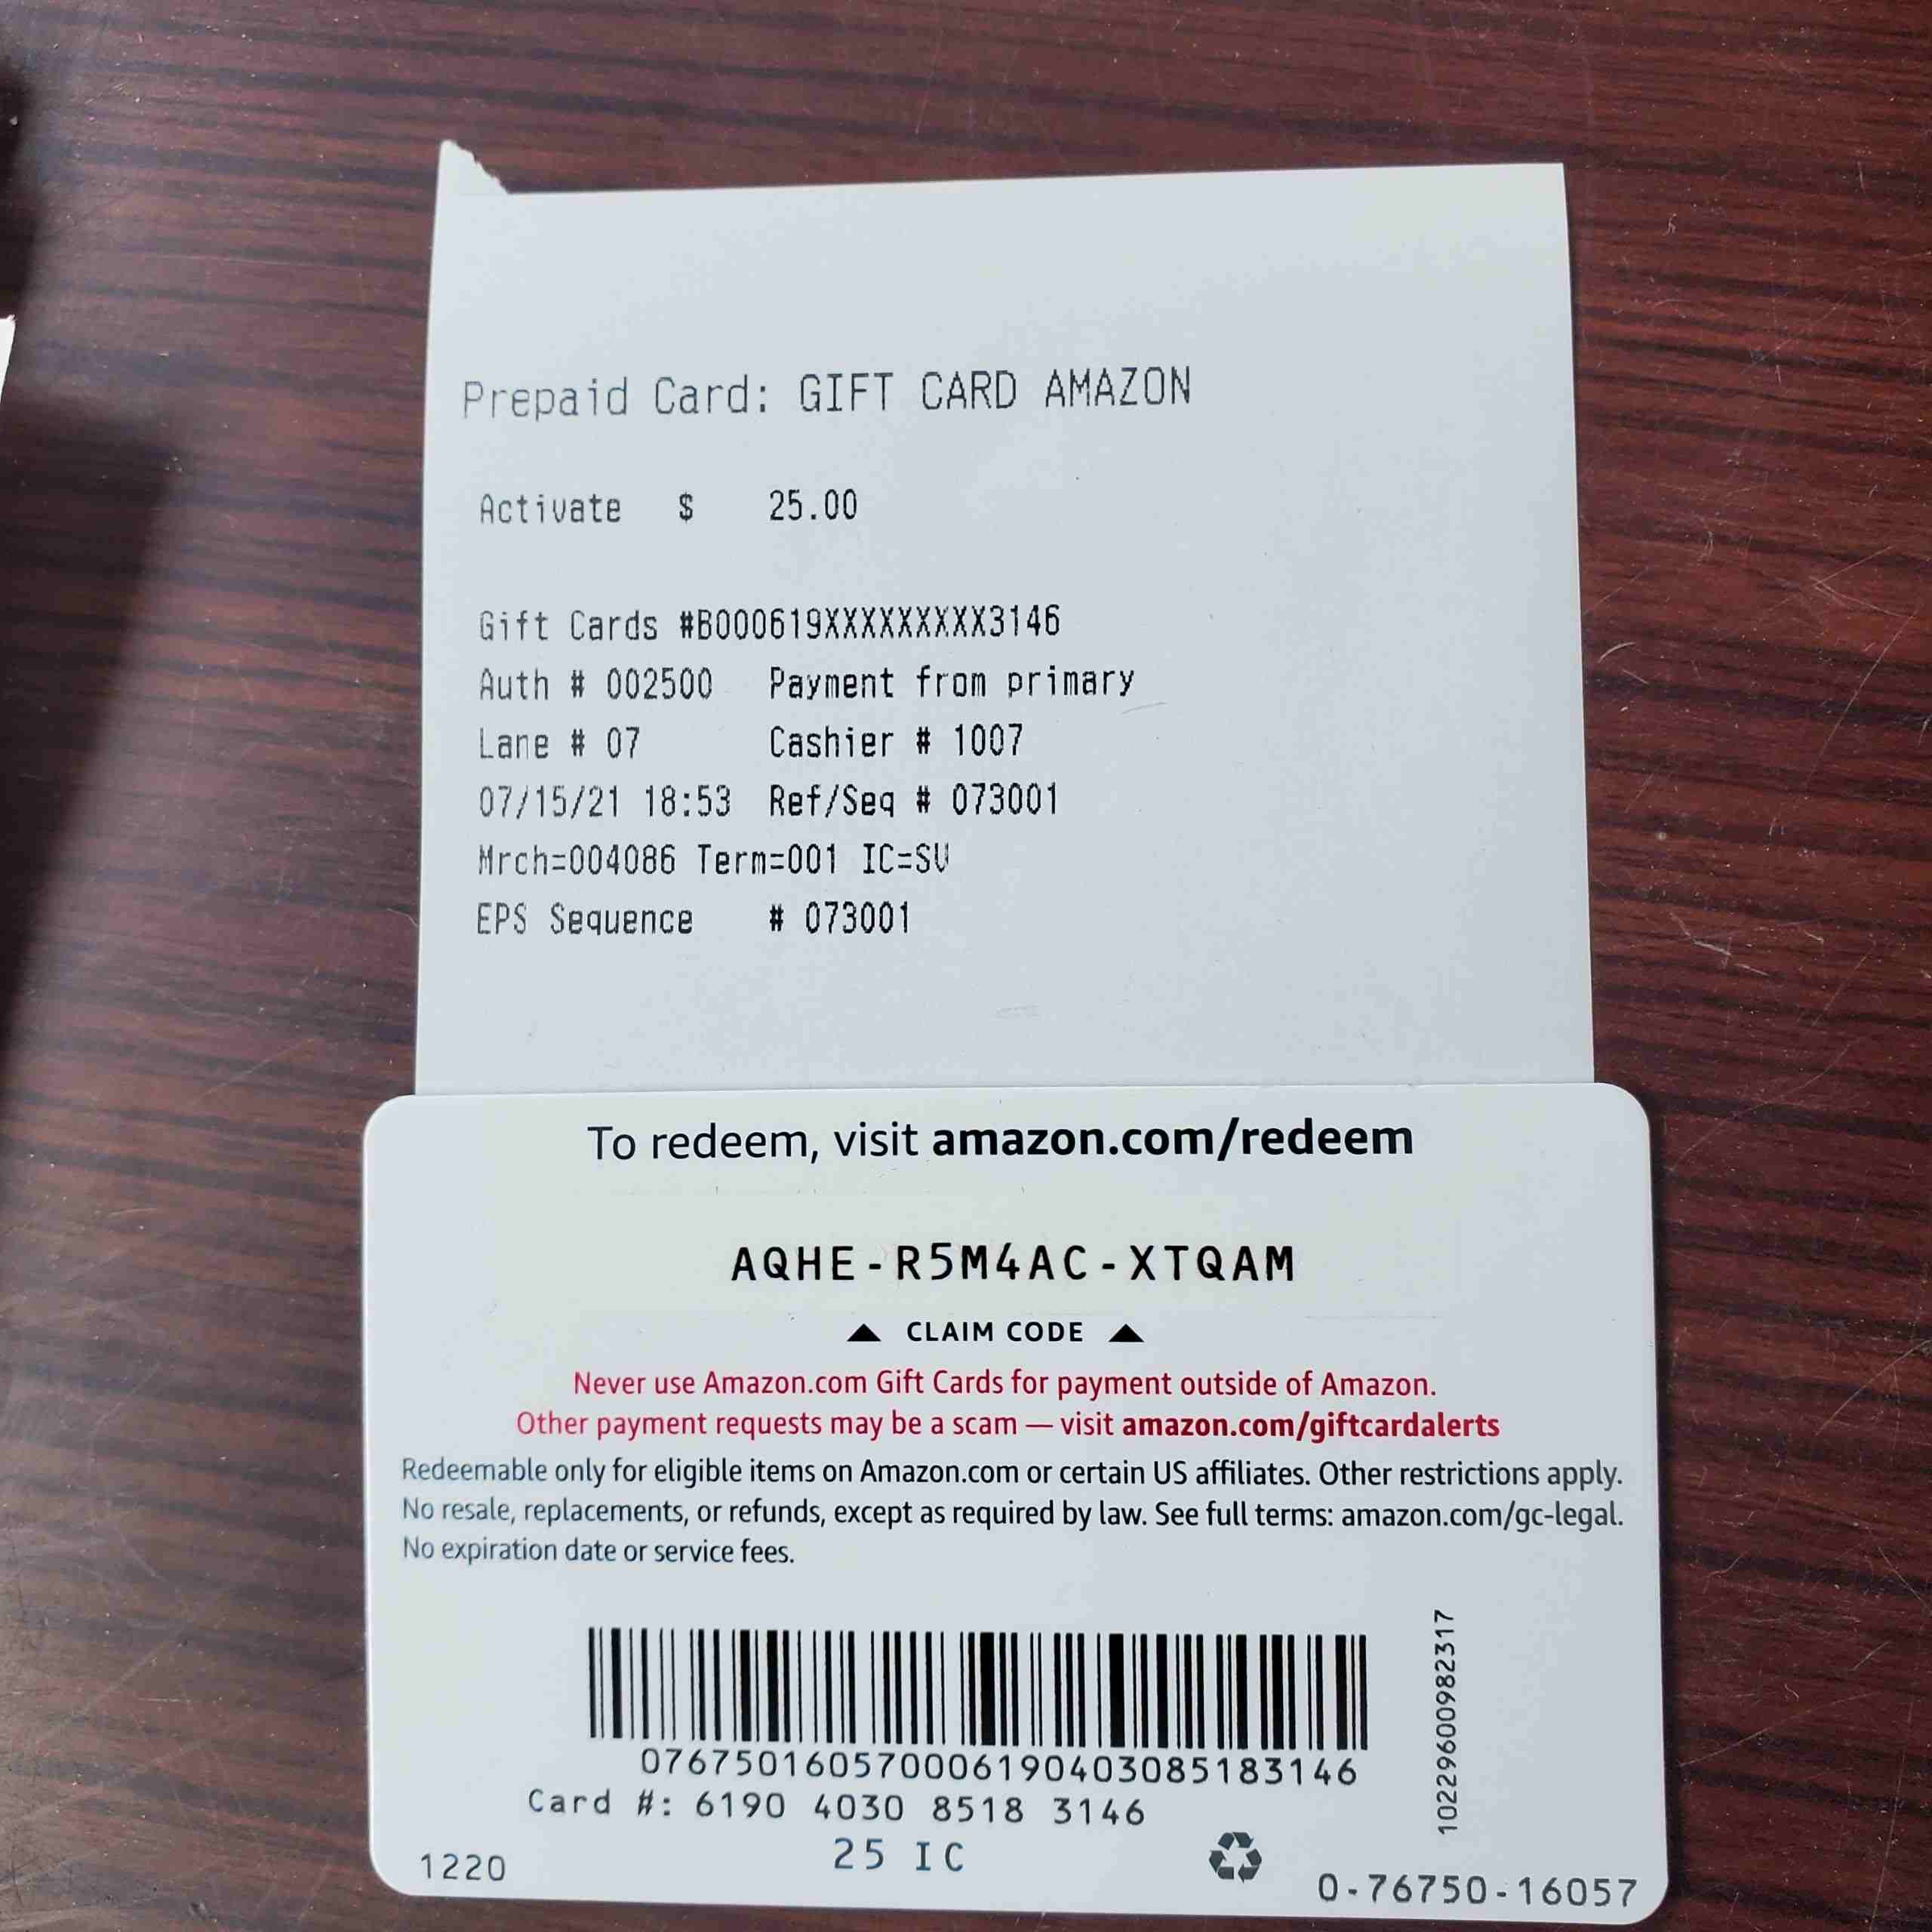 Prepaid Card: GIFT CARD AMAZON
Activate $ 25.00
Gift Cards #B000619XXXXXXXXX3146
Auth # 002500 Payment from primary
Lane # 07 Cashier # 1007
07/15/21 18:53 Ref/Seq # 073001
Mrch=004086 Term=001 IC=SV
EPS Sequence # 073001
To redeem, visit amazon.com/redeem
AQHE-R5M4AC-XTQAM
▲ CLAIM CODE ▲
Never use Amazon.com Gift Cards for payment outside of Amazon.
Other payment requests may be a scam — visit amazon.com/giftcardalerts
Redeemable only for eligible items on Amazon.com or certain US affiliates. Other restrictions apply.
No resale, replacements, or refunds, except as required by law. See full terms: amazon.com/gc-legal.
No expiration date or service fees.
076750160570006190403085183146
Card #: 6190 4030 8518 3146
25 IC
1220
0-76750-16057
10229600982317